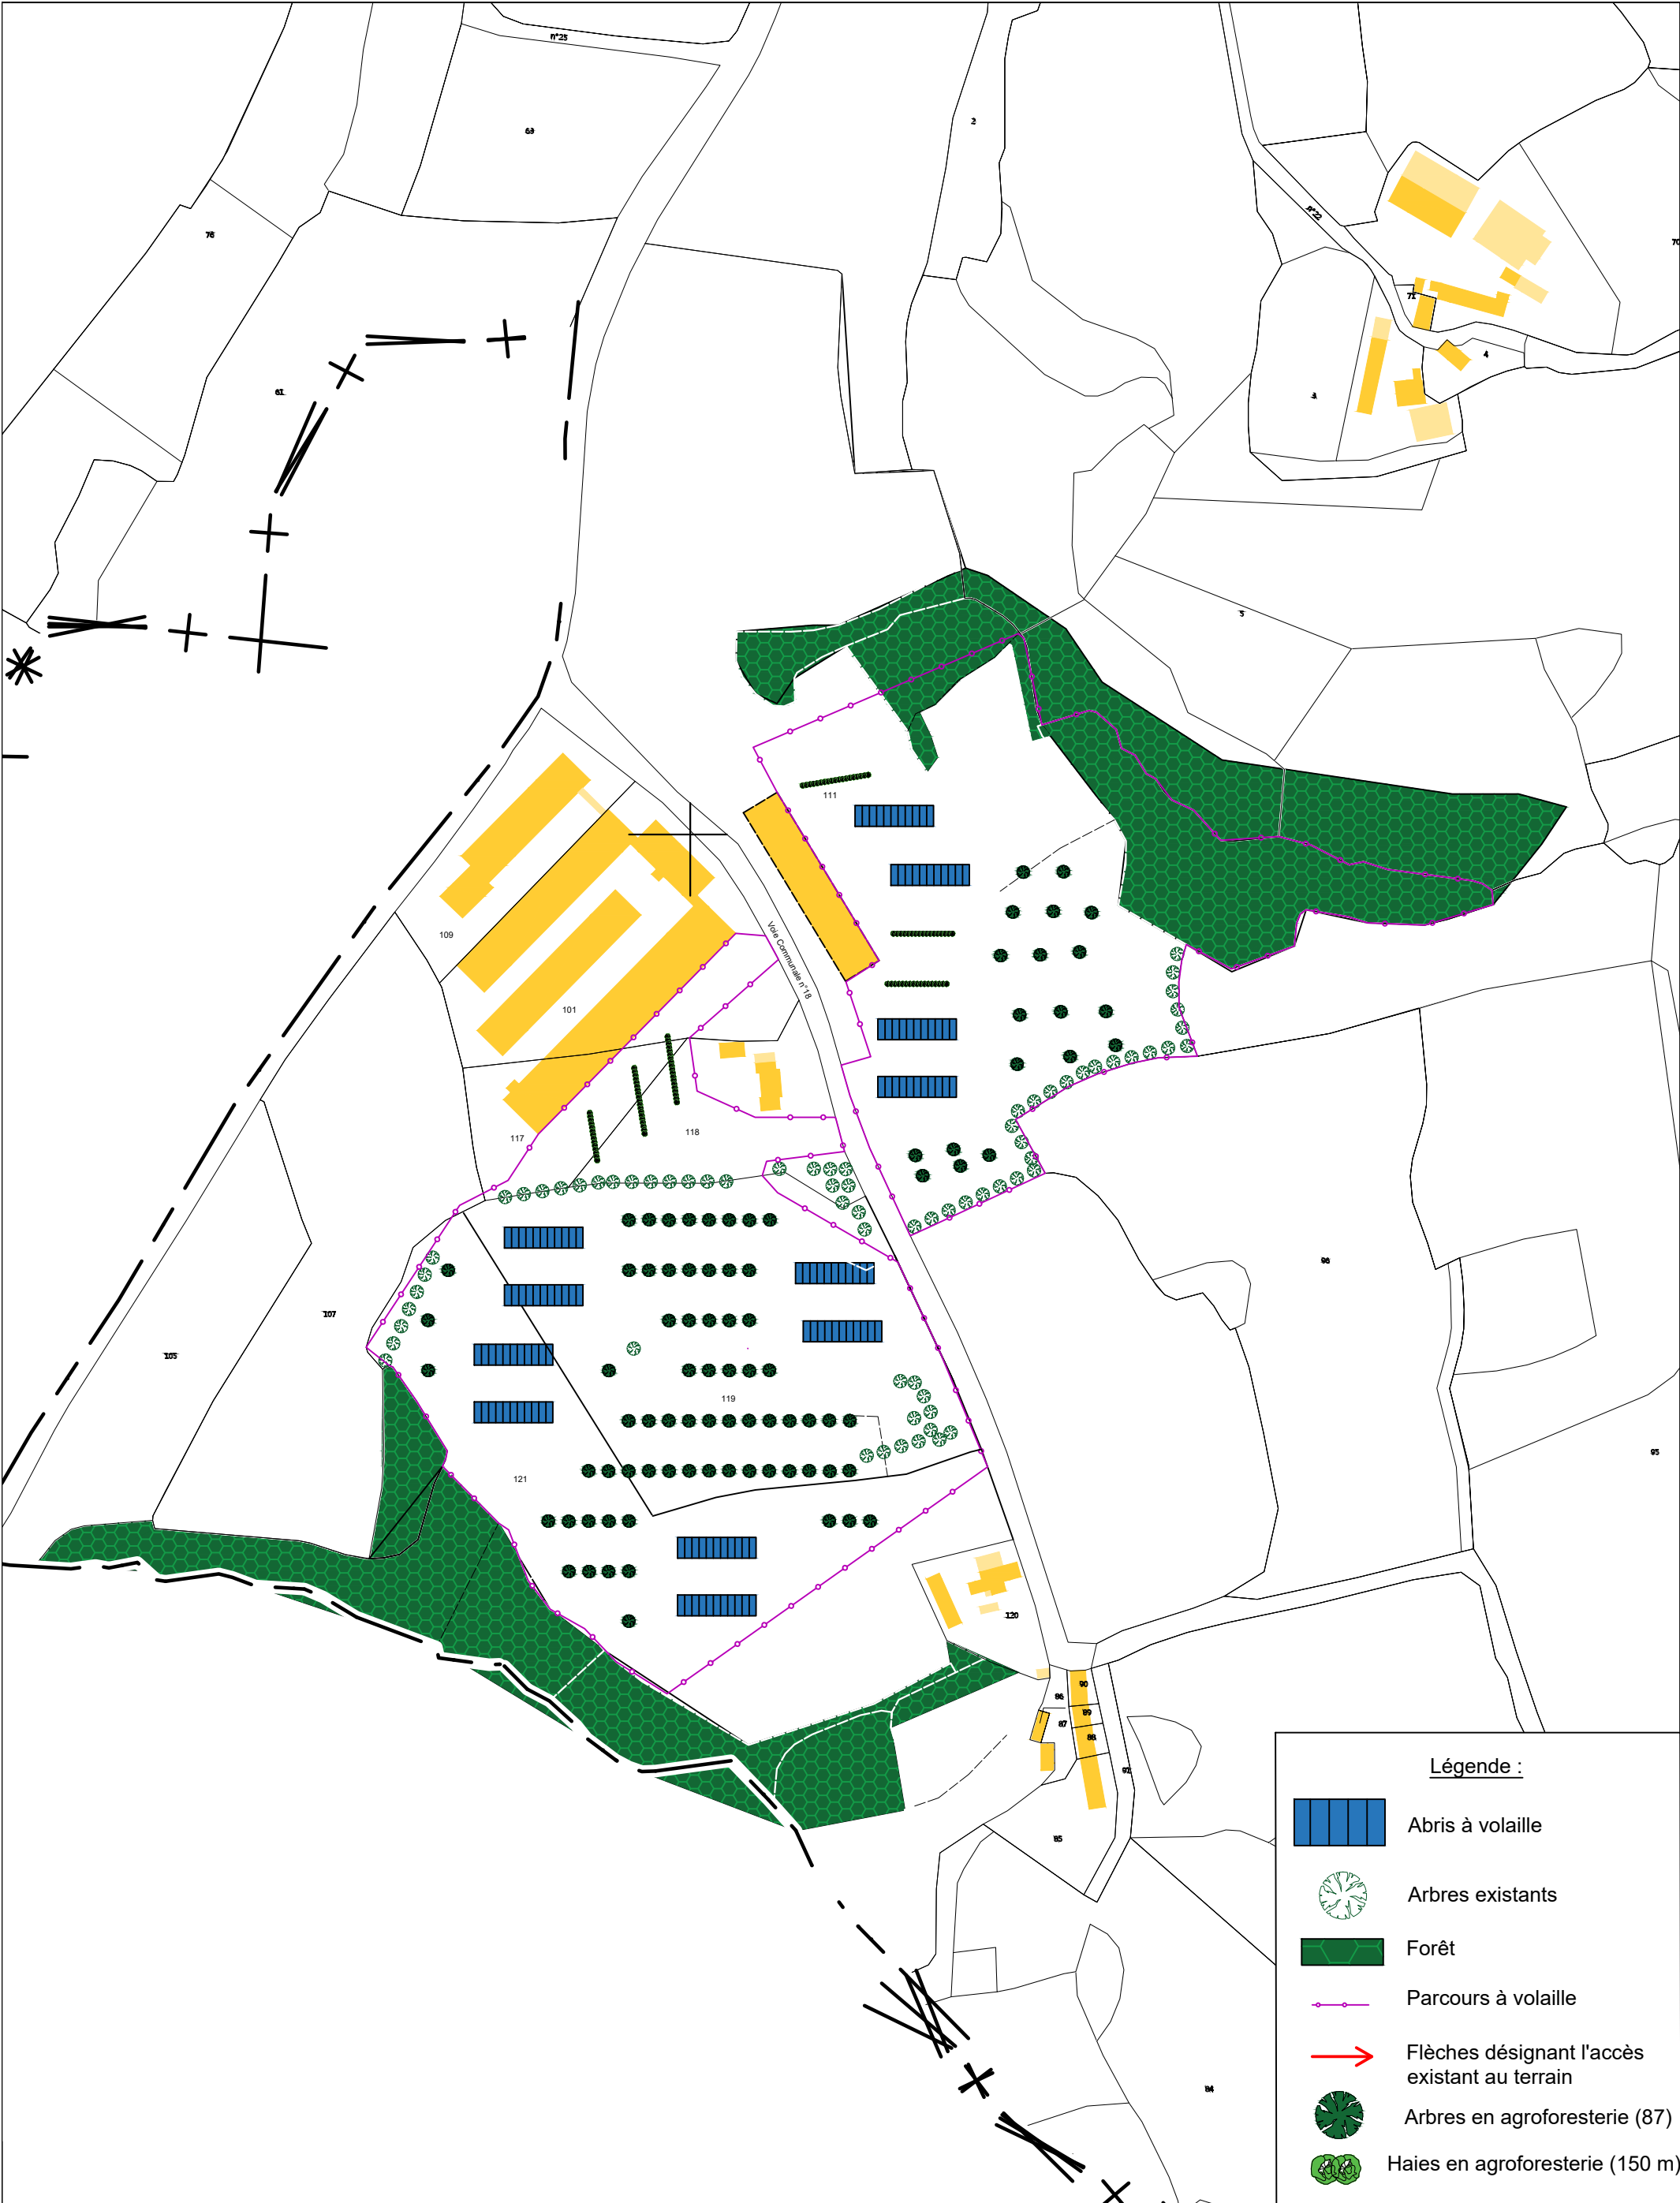 n°25
63
2
n°22
76
70
71
4
61
3
5
111
109
Voie Communale n°18
101
117
118
107
105
96
119
95
121
120
86
90
89
87
88
91
85
84
Légende :
Abris à volaille
Arbres existants
Forêt
Parcours à volaille
Flèches désignant l'accès
existant au terrain
Arbres en agroforesterie (87)
Haies en agroforesterie (150 m)